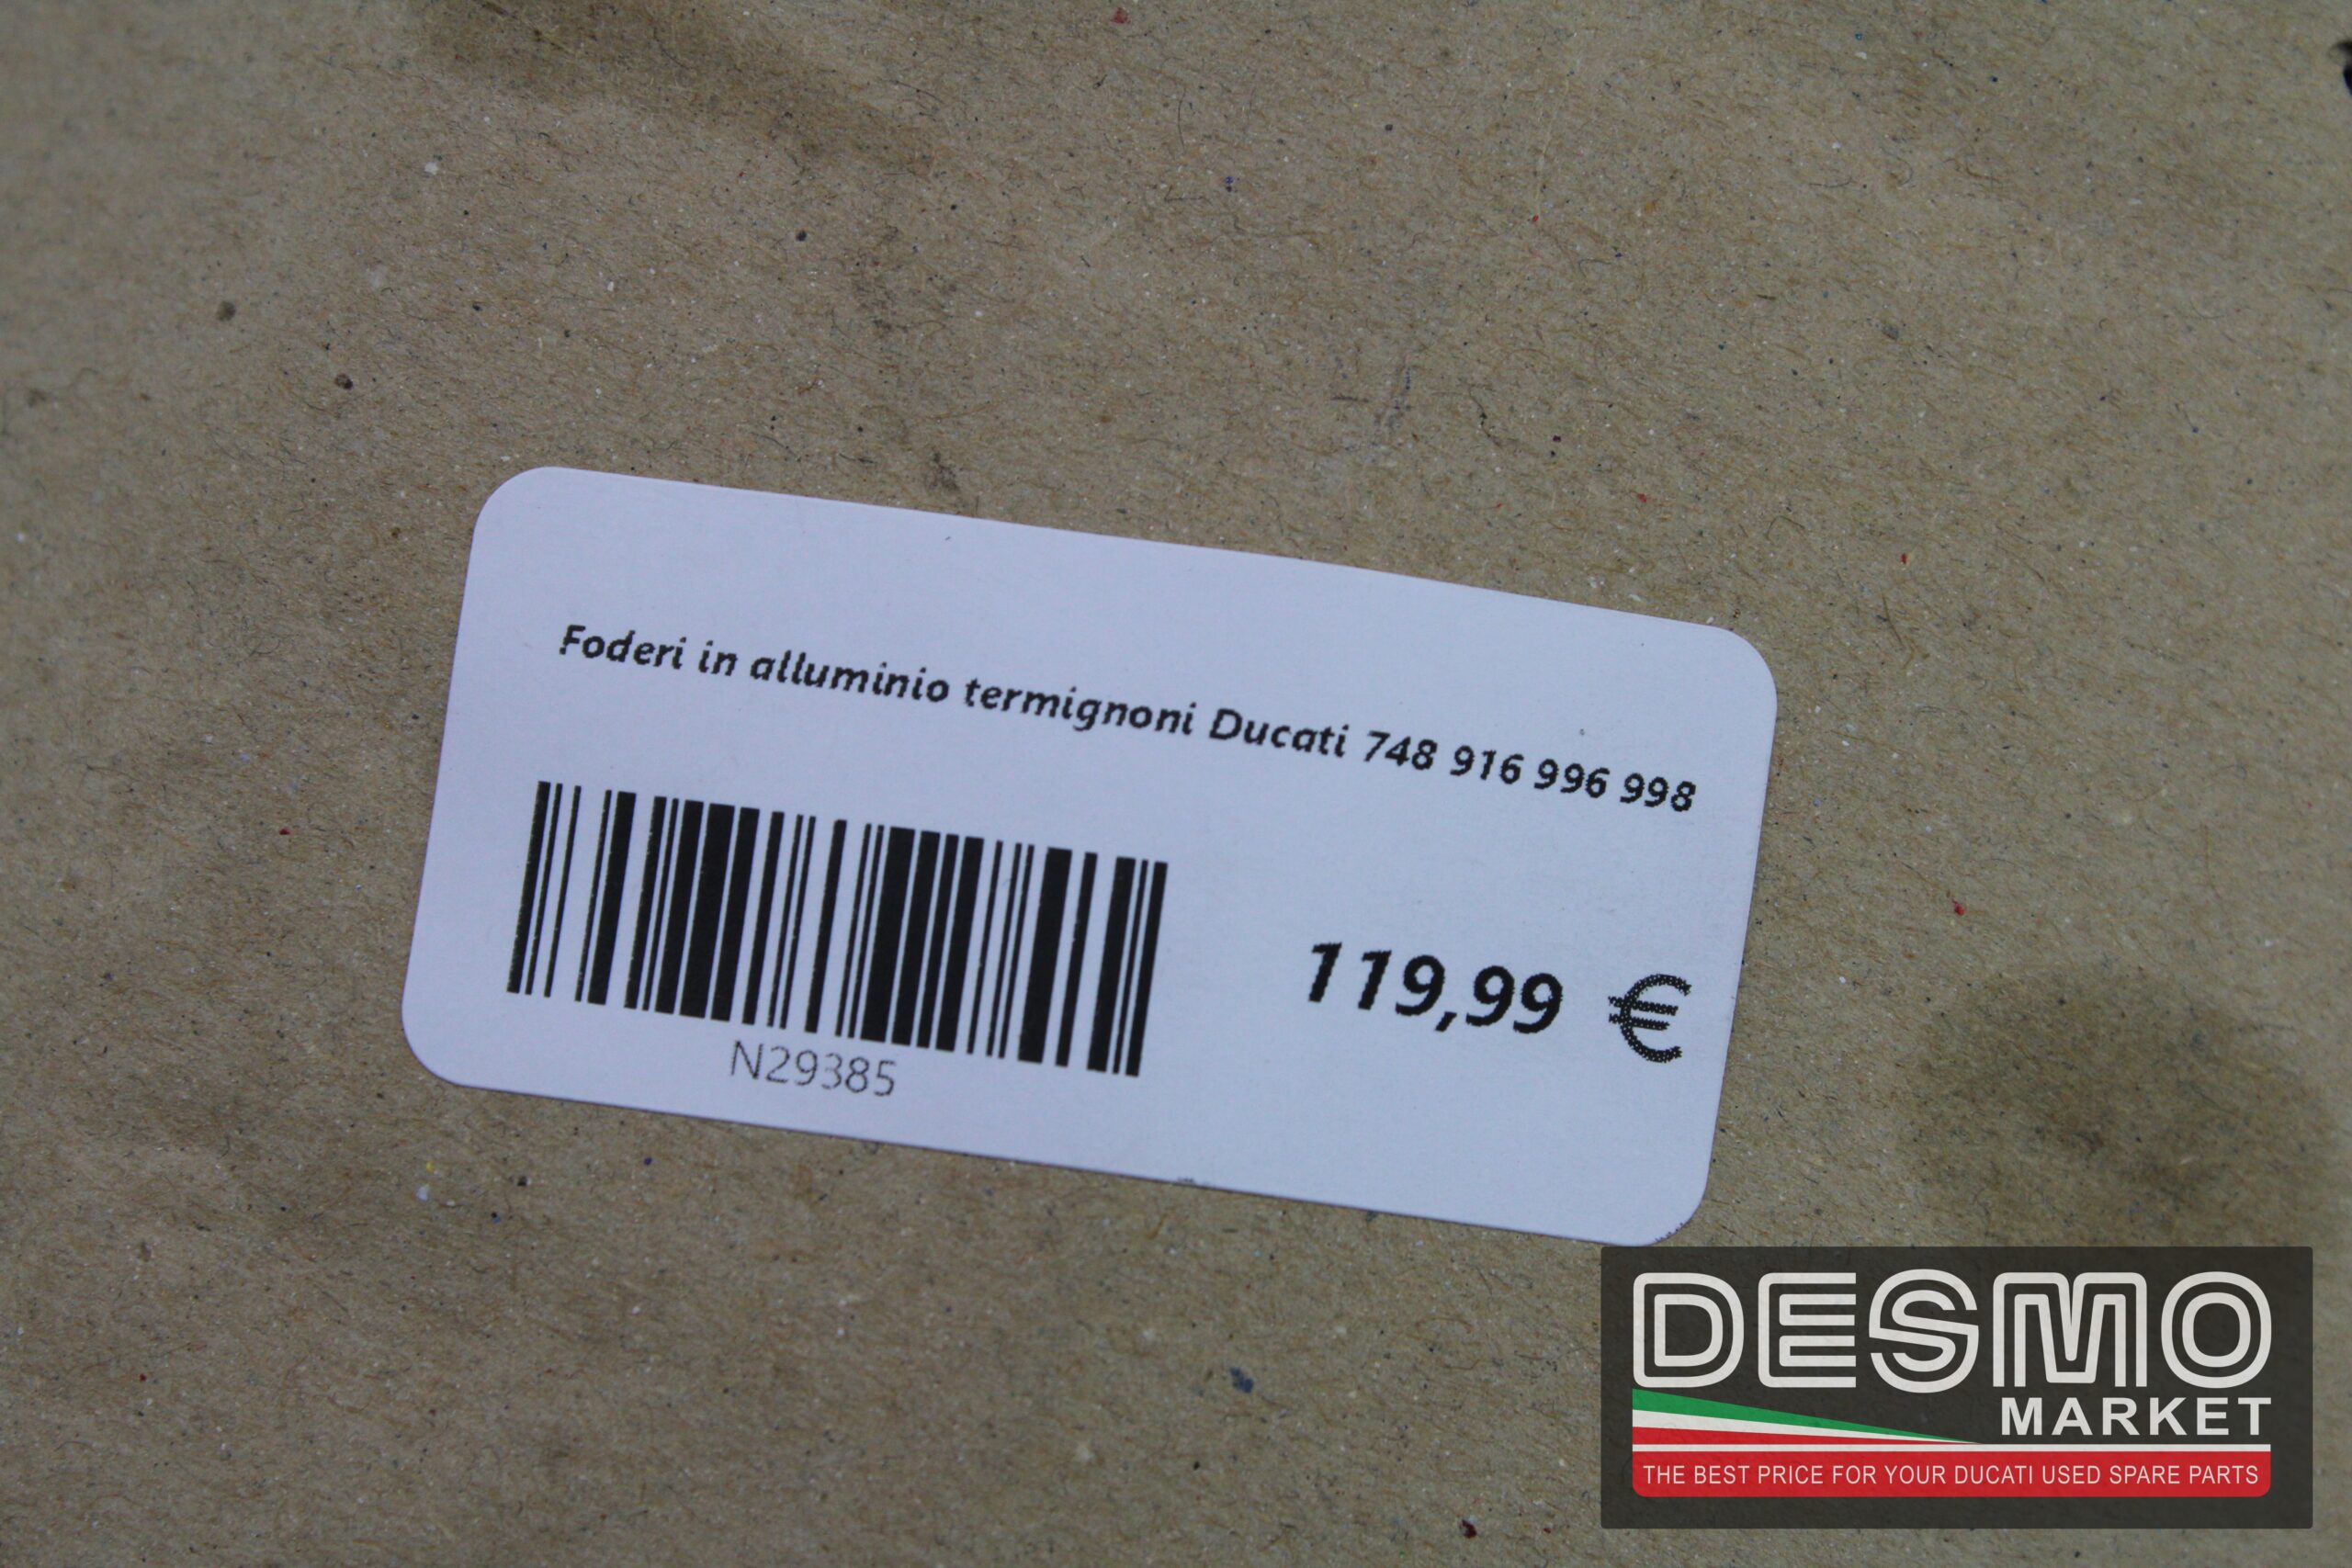 Foderi in alluminio termignoni Ducati 748 916 996 998
N29385
119,99 €
DESMO
MARKET
THE BEST PRICE FOR YOUR DUCATI USED SPARE PARTS